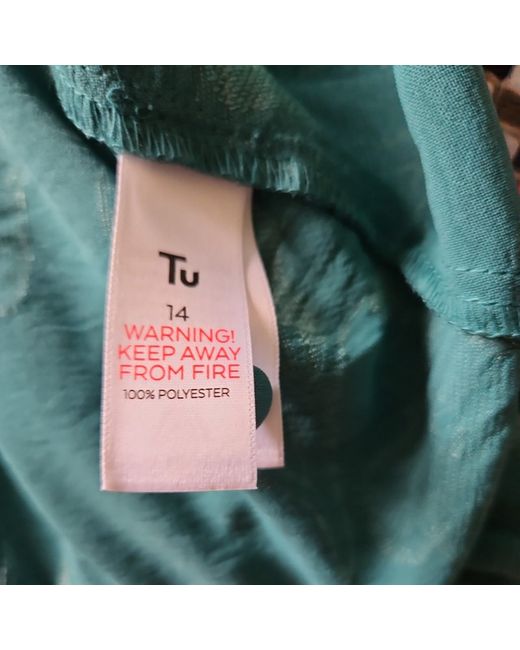 Tu
14
WARNING!
KEEP AWAY
FROM FIRE
100% POLYESTER